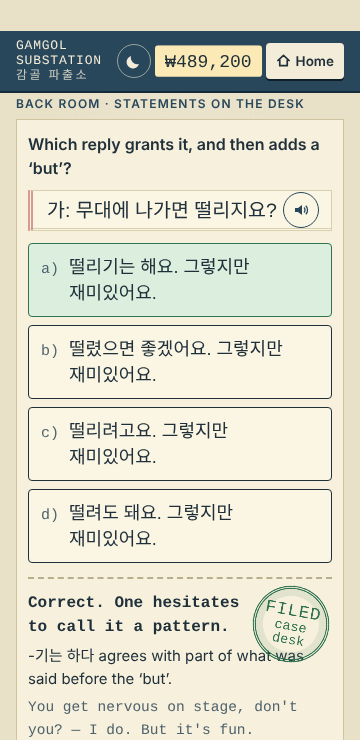 GAMGOL
SUBSTATION
감골 파출소
₩489,200
Home
BACK ROOM · STATEMENTS ON THE DESK
Which reply grants it, and then adds a
‘but’?
가: 무대에 나가면 떨리지요?
a) 떨리기는 해요. 그렇지만
재미있어요.
b) 떨렸으면 좋겠어요. 그렇지만
재미있어요.
c) 떨리려고요. 그렇지만
재미있어요.
d) 떨려도 돼요. 그렇지만
재미있어요.
Correct. One hesitates
to call it a pattern.
FILED
case
desk
-기는 하다 agrees with part of what was
said before the ‘but’.
You get nervous on stage, don't
you? — I do. But it's fun.